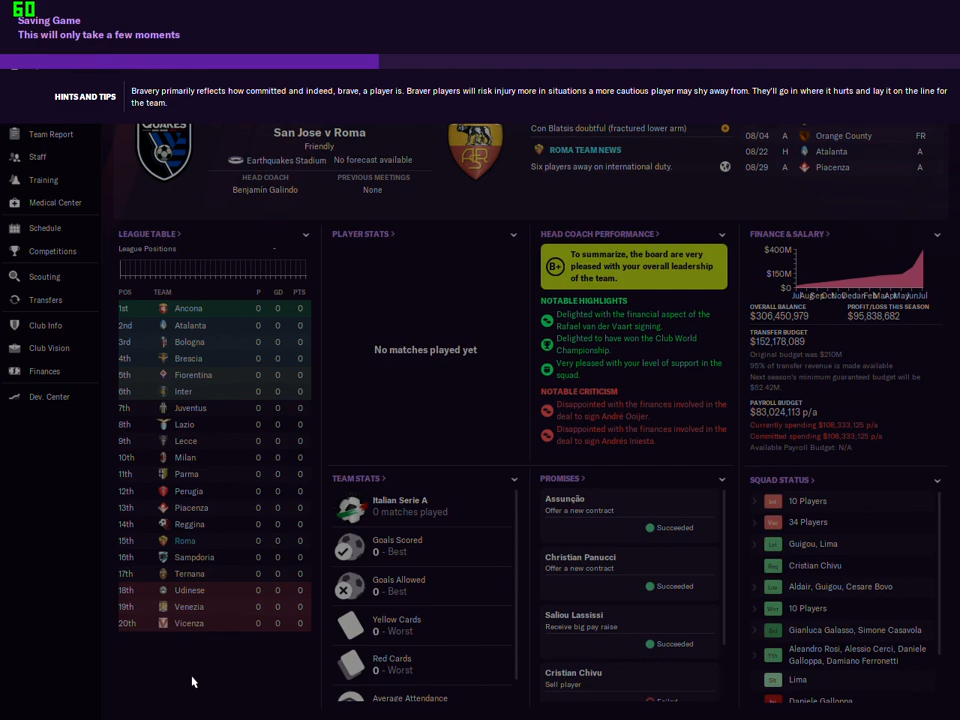 60
Saving Game
This will only take a few moments
HINTS AND TIPS
Bravery primarily reflects how committed and indeed, brave, a player is. Braver players will risk injury more in situations a more cautious player may shy away from. They'll go in where it hurts and lay it on the line for
the team.
Team Report
Staff
Training
Medical Center
Schedule
Competitions
Scouting
Transfers
Club Info
Club Vision
Finances
Dev. Center
QUAKES
San Jose v Roma
Friendly
Earthquakes Stadium No forecast available
HEAD COACH PREVIOUS MEETINGS
Benjamín Galindo None
Con Blatsis doubtful (fractured lower arm)
ROMA TEAM NEWS
Six players away on international duty.
08/04 A Orange County FR
08/22 H Atalanta A
08/29 A Piacenza A
LEAGUE TABLE >
League Positions -
POS TEAM P GD PTS
1st Ancona 0 0 0
2nd Atalanta 0 0 0
3rd Bologna 0 0 0
4th Brescia 0 0 0
5th Fiorentina 0 0 0
6th Inter 0 0 0
7th Juventus 0 0 0
8th Lazio 0 0 0
9th Lecce 0 0 0
10th Milan 0 0 0
11th Parma 0 0 0
12th Perugia 0 0 0
13th Piacenza 0 0 0
14th Reggina 0 0 0
15th Roma 0 0 0
16th Sampdoria 0 0 0
17th Ternana 0 0 0
18th Udinese 0 0 0
19th Venezia 0 0 0
20th Vicenza 0 0 0
PLAYER STATS >
No matches played yet
TEAM STATS >
Italian Serie A
0 matches played
Goals Scored
0 - Best
Goals Allowed
0 - Best
Yellow Cards
0 - Worst
Red Cards
0 - Worst
Average Attendance
HEAD COACH PERFORMANCE >
B+
To summarize, the board are very
pleased with your overall leadership
of the team.
NOTABLE HIGHLIGHTS
Delighted with the financial aspect of the
Rafael van der Vaart signing.
Delighted to have won the Club World
Championship.
Very pleased with your level of support in the
squad.
NOTABLE CRITICISM
Disappointed with the finances involved in the
deal to sign André Ooijer.
Disappointed with the finances involved in the
deal to sign Andrés Iniesta.
PROMISES >
Assunção
Offer a new contract
Succeeded
Christian Panucci
Offer a new contract
Succeeded
Saliou Lassissi
Receive big pay raise
Succeeded
Cristian Chivu
Sell player
Failed
FINANCE & SALARY >
$400M
$150M
$0
OVERALL BALANCE PROFIT/LOSS THIS SEASON
$306,450,979 $95,838,682
TRANSFER BUDGET
$152,178,089
Original budget was $210M
95% of transfer revenue is made available
Next season's minimum guaranteed budget will be
$52.42M.
PAYROLL BUDGET
$83,024,113 p/a
Currently spending $108,333,125 p/a
Committed spending $108,333,125 p/a
Available Payroll Budget: N/A
SQUAD STATUS >
Int 10 Players
Vac 34 Players
Lst Guigou, Lima
Req Cristian Chivu
Aldair, Guigou, Cesare Bovo
Wnt 10 Players
Gianluca Galasso, Simone Casavola
Aleandro Rosi, Alessio Cerci, Daniele
Galloppa, Damiano Ferronetti
Lima
Daniele Galloppa